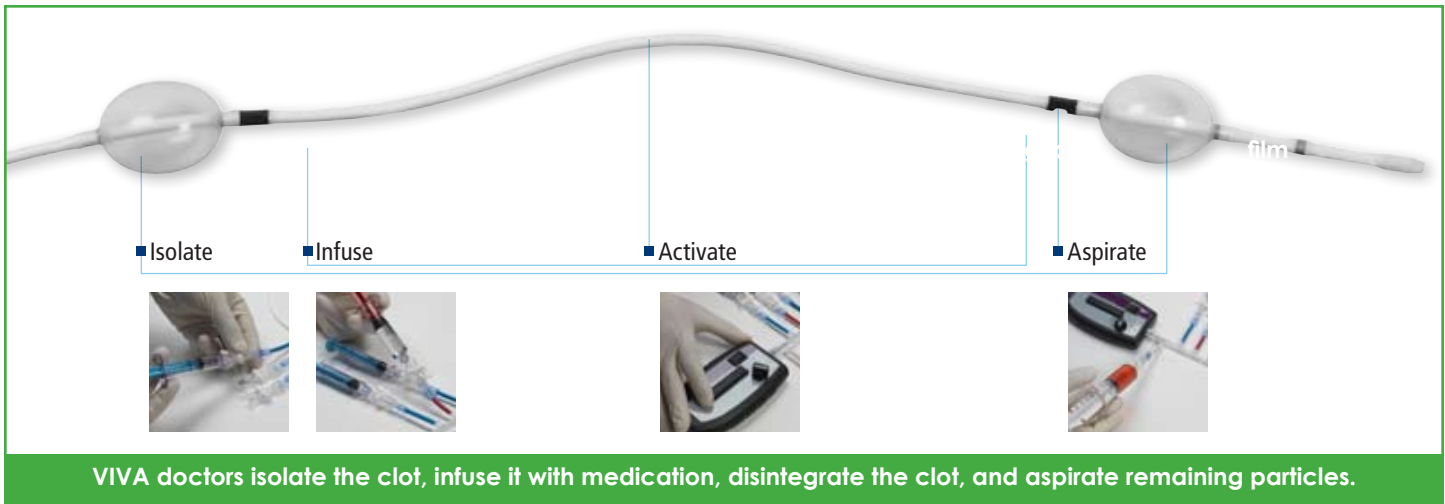 film
Isolate
Infuse
Activate
Aspirate
VIVA doctors isolate the clot, infuse it with medication, disintegrate the clot, and aspirate remaining particles.